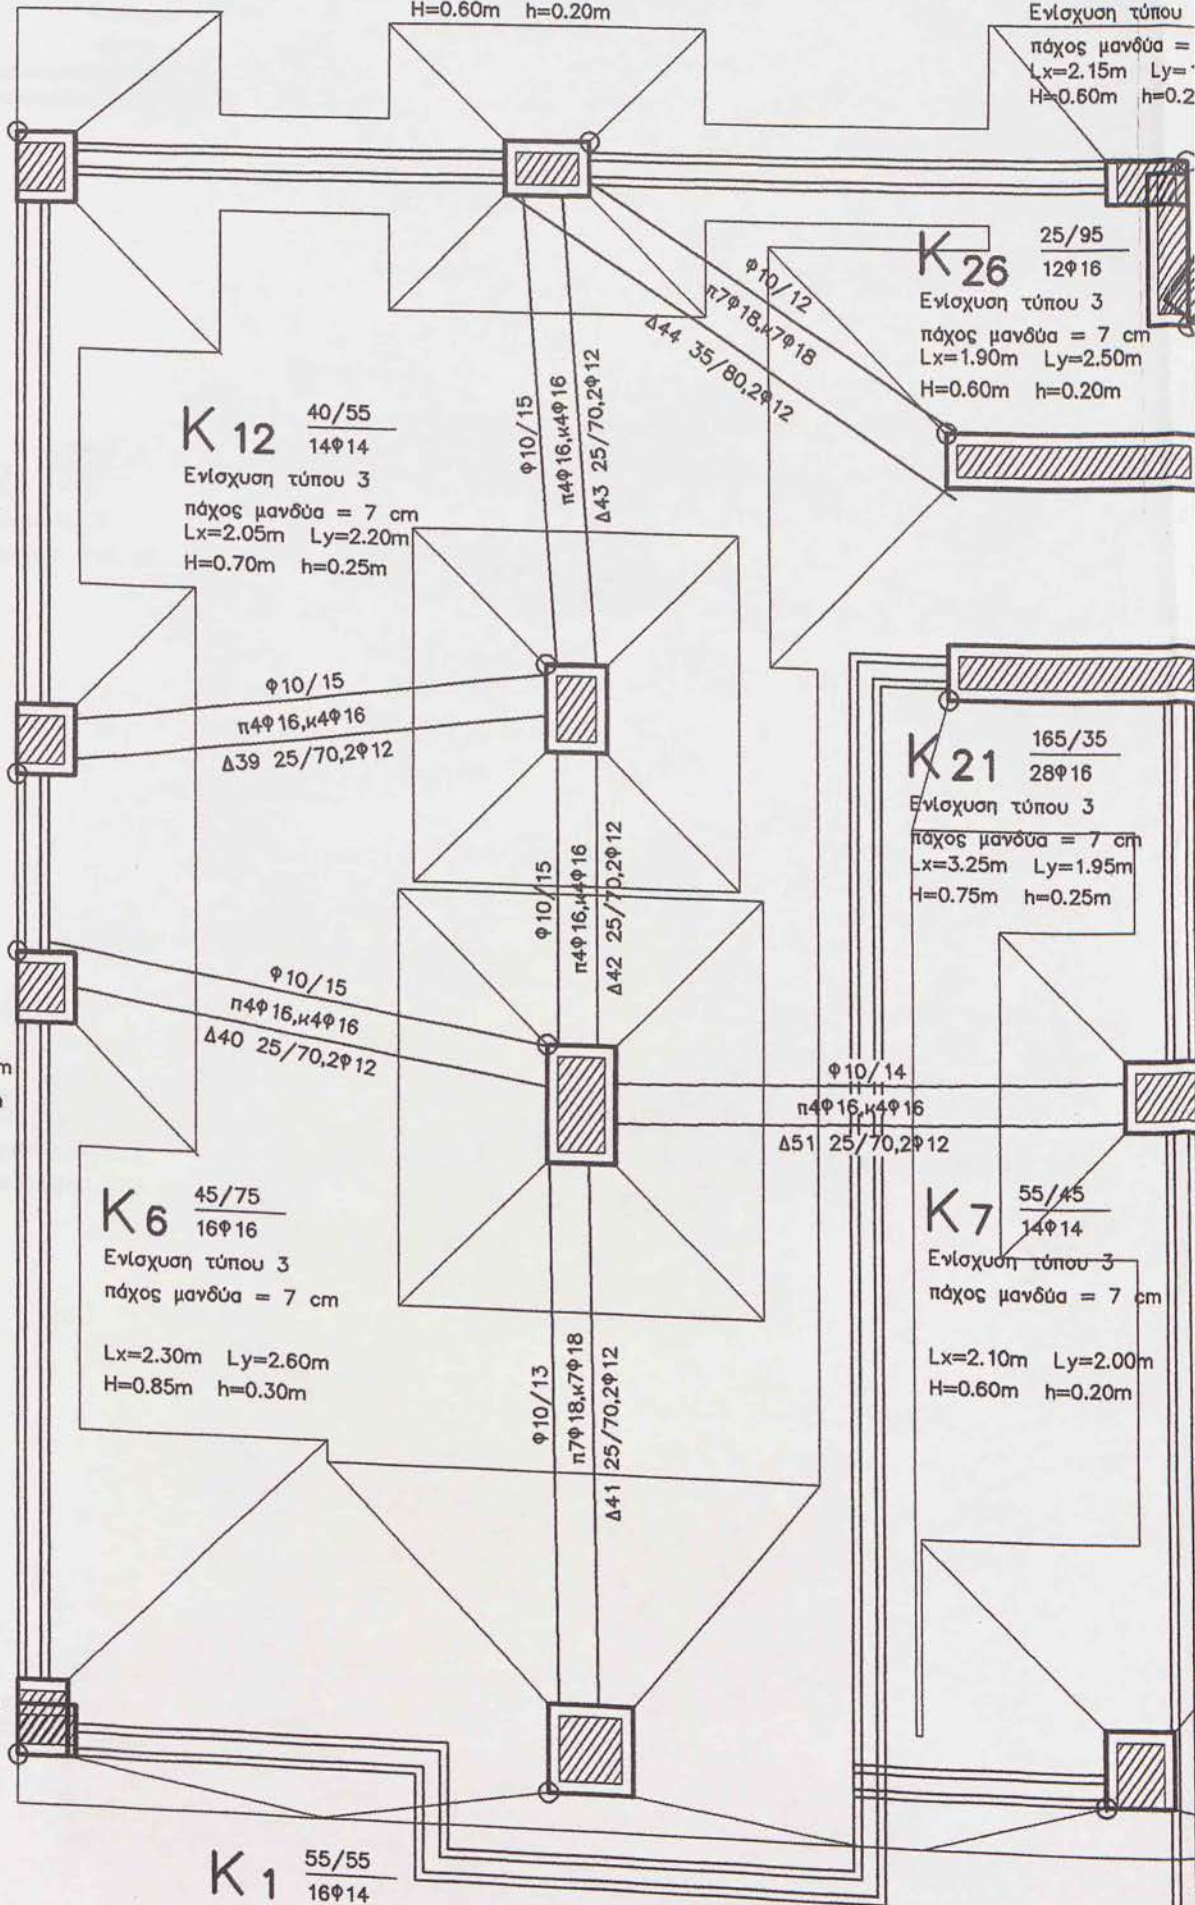 H=0.60m h=0.20m
Ενίσχυση τύπου
πάχος μανδύα =
Lx=2.15m Ly=
H=0.60m h=0.2
K 26 25/95
12Φ16
Ενίσχυση τύπου 3
πάχος μανδύα = 7 cm
Lx=1.90m Ly=2.50m
H=0.60m h=0.20m
Φ10/12
π7Φ18,κ7Φ18
Δ44 35/80,2Φ12
K 12 40/55
14Φ14
Ενίσχυση τύπου 3
πάχος μανδύα = 7 cm
Lx=2.05m Ly=2.20m
H=0.70m h=0.25m
Φ10/15
π4Φ16,κ4Φ16
Δ43 25/70,2Φ12
Φ10/15
π4Φ16,κ4Φ16
Δ39 25/70,2Φ12
K 21 165/35
28Φ16
Ενίσχυση τύπου 3
πάχος μανδύα = 7 cm
Lx=3.25m Ly=1.95m
H=0.75m h=0.25m
Φ10/15
π4Φ16,κ4Φ16
Δ42 25/70,2Φ12
Φ10/15
π4Φ16,κ4Φ16
Δ40 25/70,2Φ12
m
Φ10/14
π4Φ16,κ4Φ16
Δ51 25/70,2Φ12
K 6 45/75
16Φ16
Ενίσχυση τύπου 3
πάχος μανδύα = 7 cm
Lx=2.30m Ly=2.60m
H=0.85m h=0.30m
K 7 55/45
14Φ14
Ενίσχυση τύπου 3
πάχος μανδύα = 7 cm
Lx=2.10m Ly=2.00m
H=0.60m h=0.20m
Φ10/13
π7Φ18,κ7Φ18
Δ41 25/70,2Φ12
K 1 55/55
16Φ14